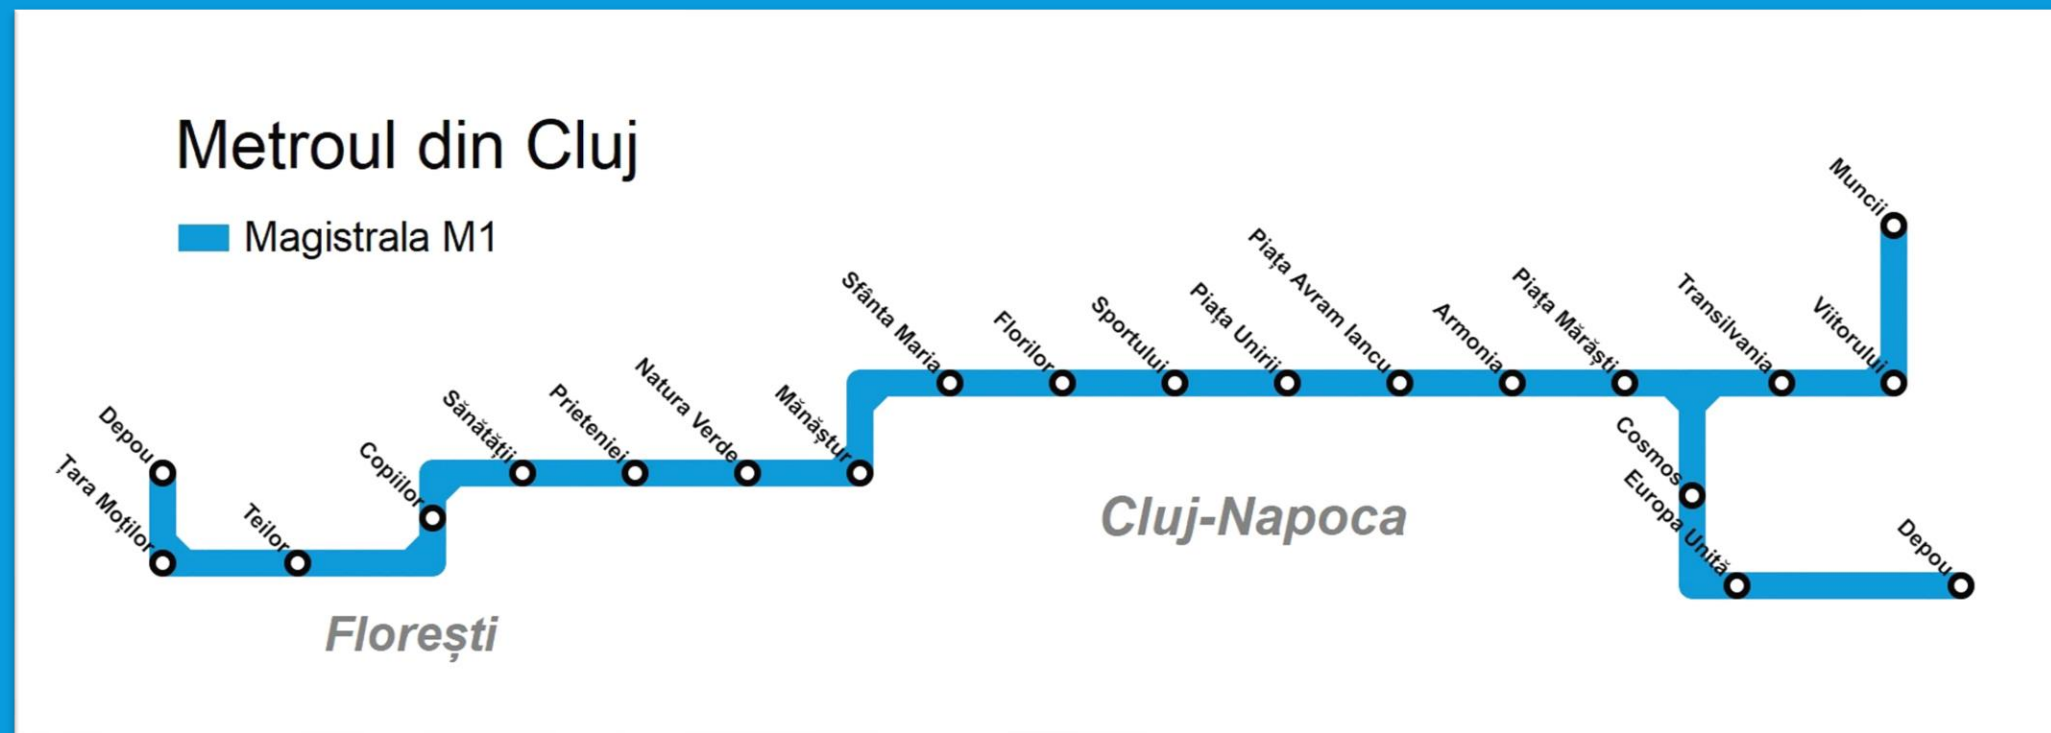 Metroul din Cluj
Magistrala M1
Depou
Țara Moților
Teilor
Copiilor
Sănătății
Prieteniei
Natura Verde
Mănăștur
Sfânta Maria
Florilor
Sportului
Piața Unirii
Piața Avram Iancu
Armonia
Piața Mărăști
Transilvania
Viitorului
Muncii
Cosmos
Europa Unită
Depou
Florești
Cluj-Napoca